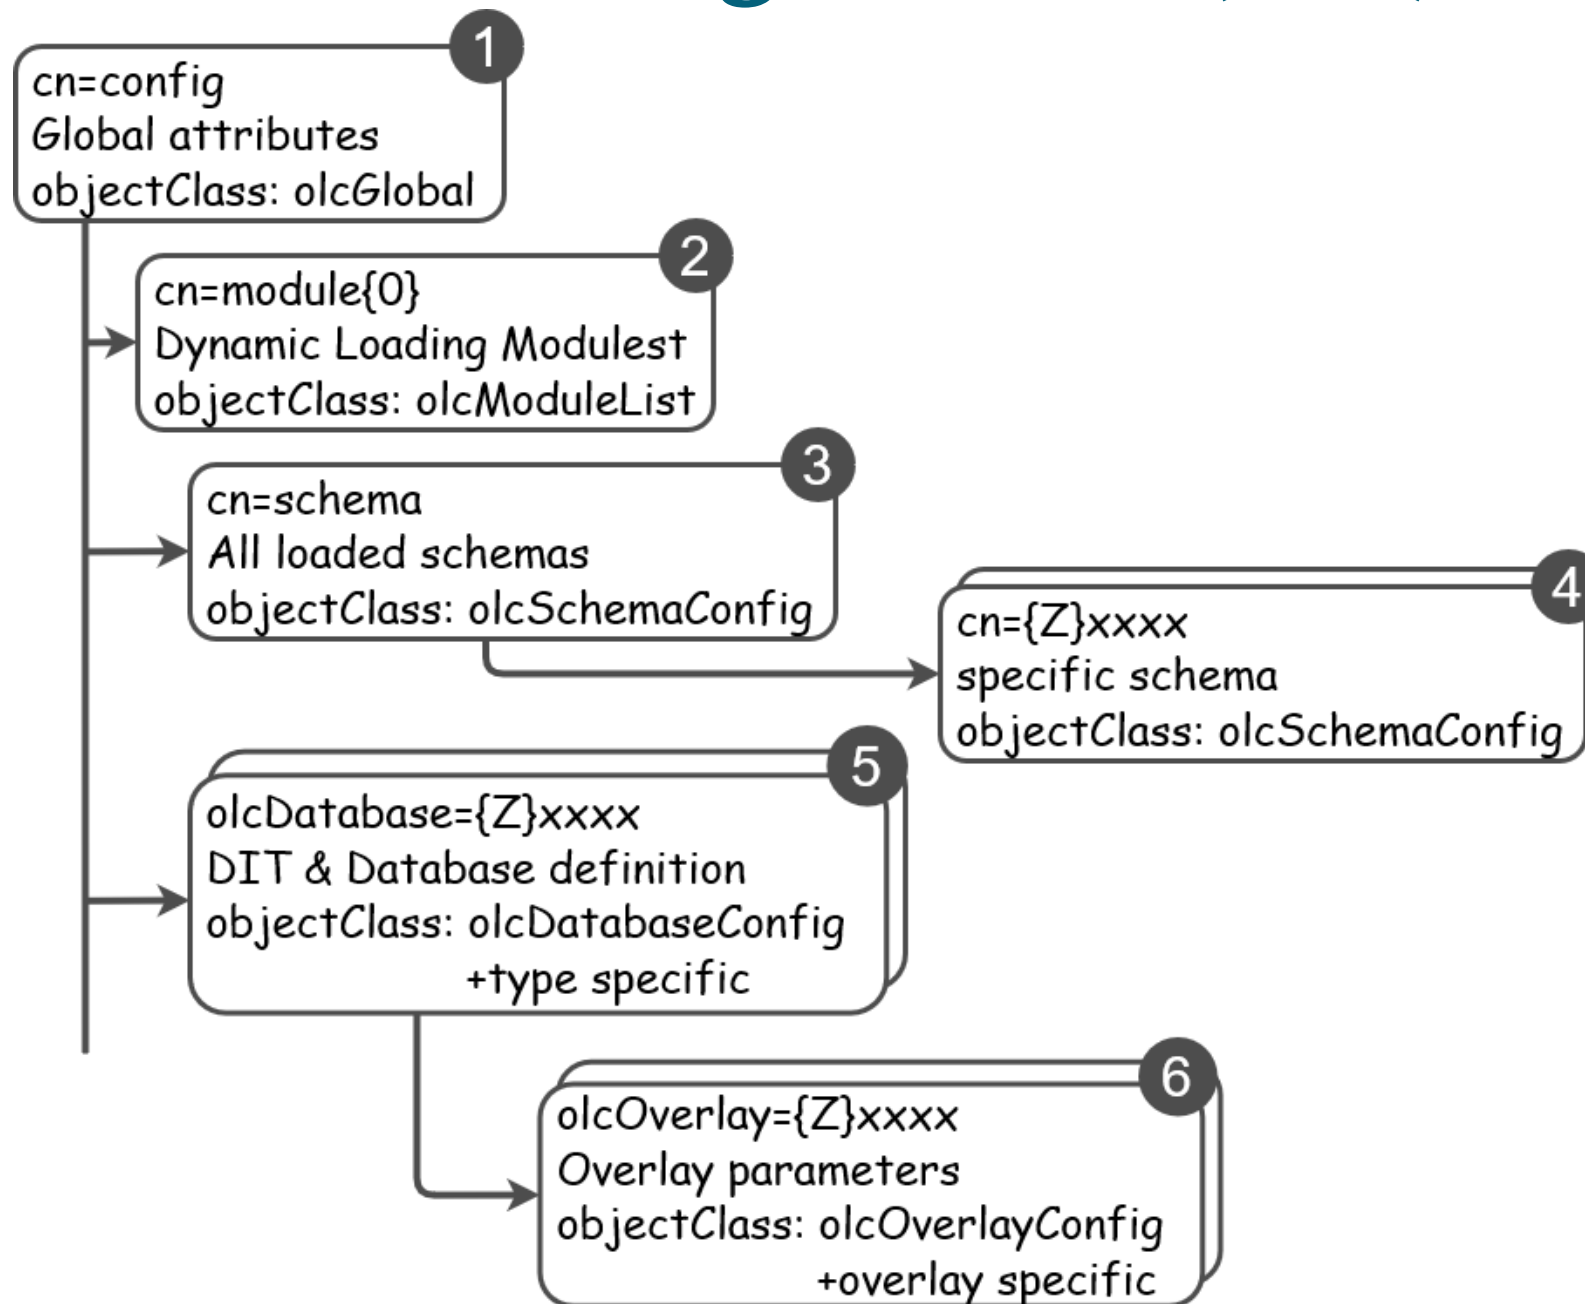 1
cn=config
Global attributes
objectClass: olcGlobal
2
cn=module{0}
Dynamic Loading Modulest
objectClass: olcModuleList
3
cn=schema
All loaded schemas
objectClass: olcSchemaConfig
4
cn={Z}xxxx
specific schema
objectClass: olcSchemaConfig
5
olcDatabase={Z}xxxx
DIT & Database definition
objectClass: olcDatabaseConfig
+type specific
6
olcOverlay={Z}xxxx
Overlay parameters
objectClass: olcOverlayConfig
+overlay specific